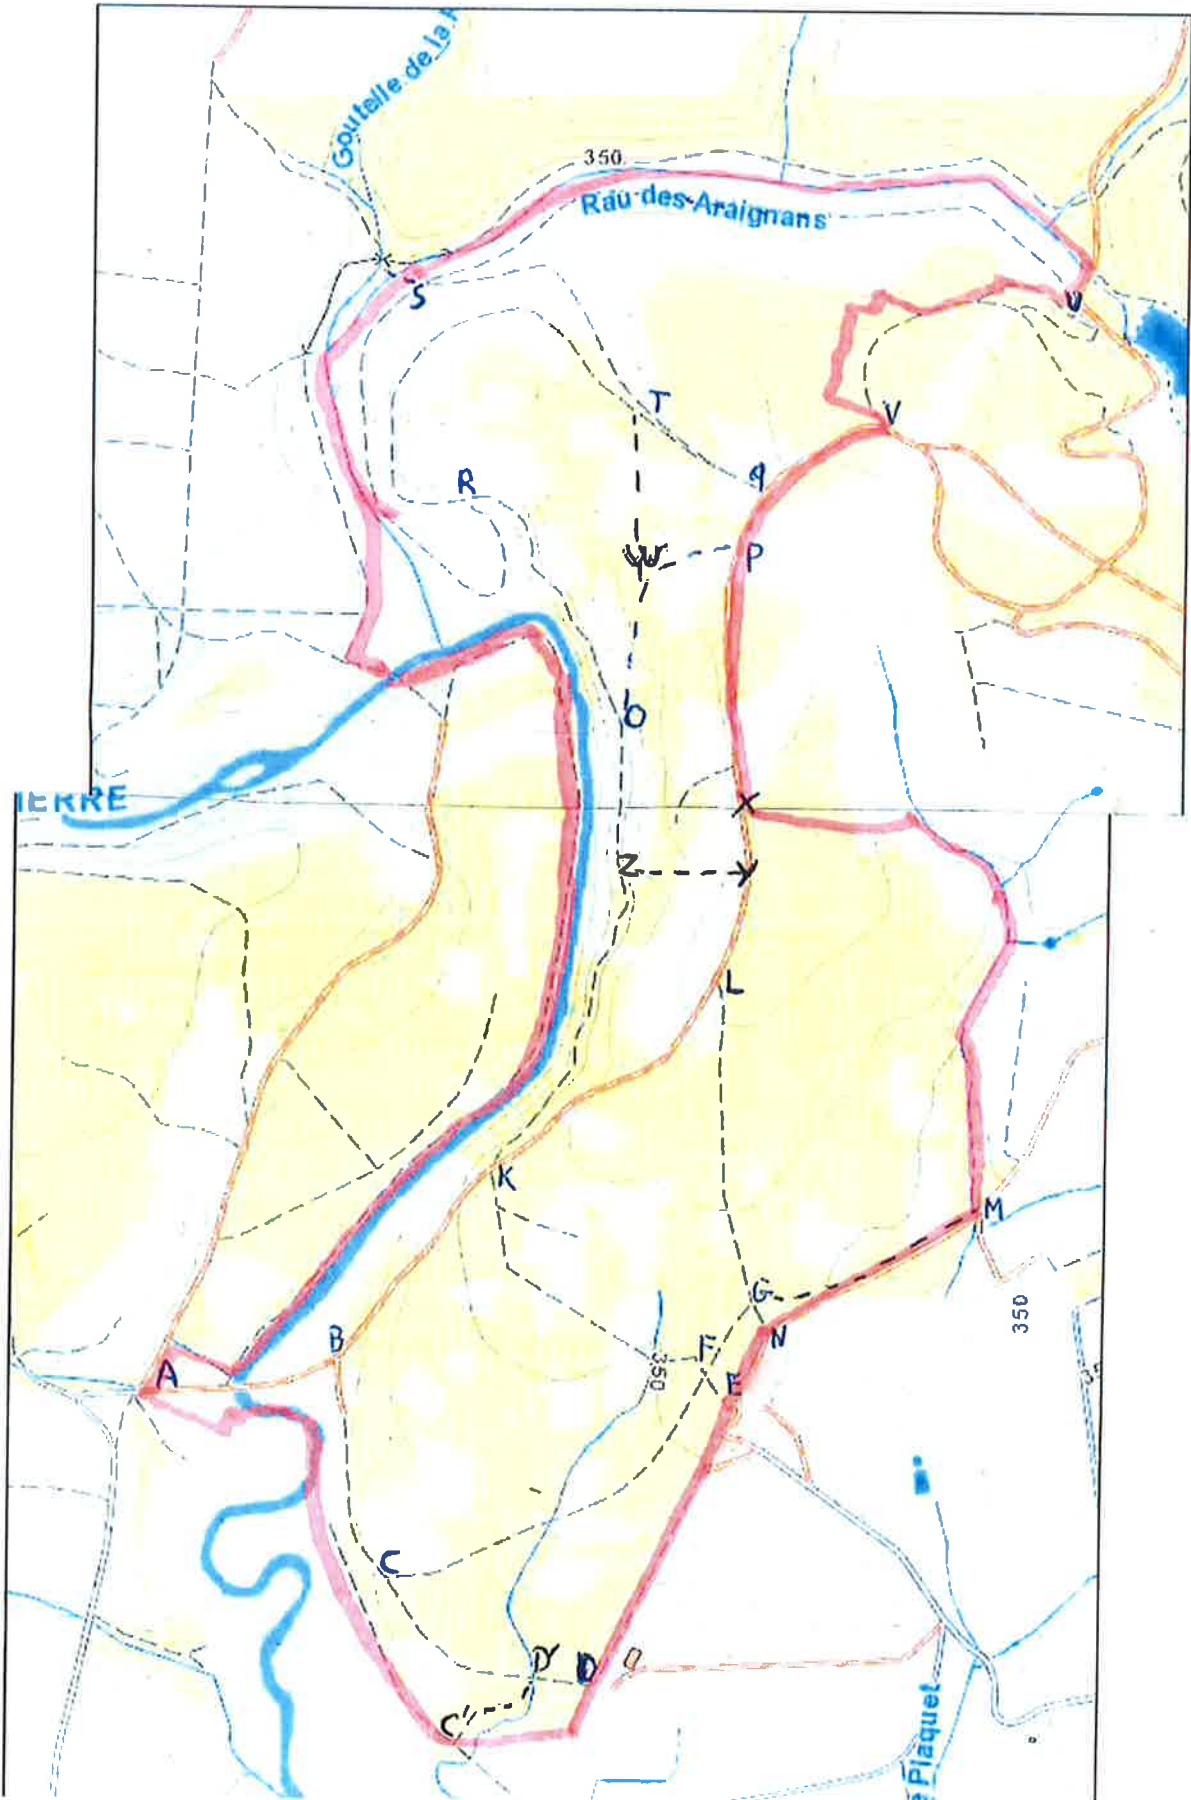 Goutelle de la
350
Rau des Araignans
S
U
T
V
R
q
W
P
O
IERRE
X
Z
Y
L
K
M
G
350
N
B
F
A
350
E
C
D'
D
C'
Plaquet